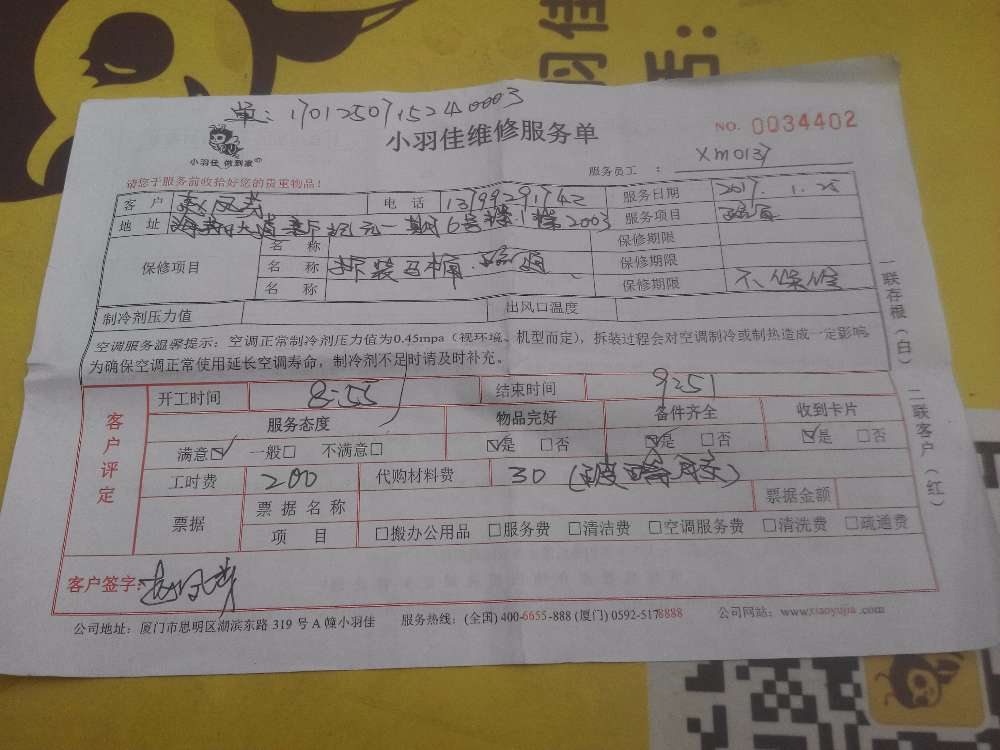 单：1701250715240003
小羽佳 做到家
小羽佳维修服务单
NO. 0034402
服务员工 ： XM0137
请您于服务前收拾好您的贵重物品！
客 户 电 话 13799291742 服务日期 2017.1.25
地 址 6号楼 2003 服务项目
保修项目 名 称 保修期限
名 称 拆装马桶 保修期限
名 称 保修期限 不保修
制冷剂压力值 出风口温度
空调服务温馨提示：空调正常制冷剂压力值为0.45mpa（视环境、机型而定），拆装过程会对空调制冷或制热造成一定影响，
为确保空调正常使用延长空调寿命，制冷剂不足时请及时补充。
客户评定
开工时间 8:55 结束时间 9:51
服务态度 物品完好 备件齐全 收到卡片
满意☑ 一般□ 不满意□ ☑是 □否 ☑是 □否 ☑是 □否
工时费 200 代购材料费 30
票据 票 据 名 称 票据金额
项 目 □搬办公用品 □服务费 □清洁费 □空调服务费 □清洗费 □疏通费
客户签字:
公司地址：厦门市思明区湖滨东路 319 号 A 幢小羽佳 服务热线：(全国) 400-6655-888 (厦门) 0592-5178888 公司网站：www.xiaoyujia.com
一联存根（白） 二联客户（红）